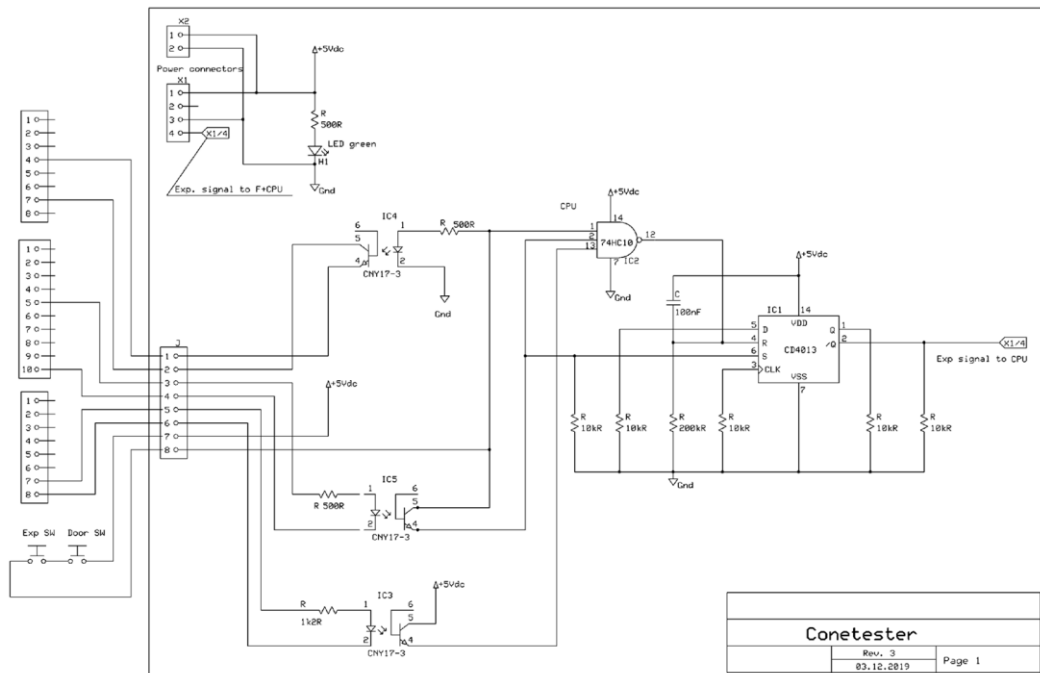 X2
1
2
Power connectors
X1
1
2
3
4
X1/4
Exp. signal to F+CPU
+5Vdc
R
500R
LED green
H1
Gnd
1
2
3
4
5
6
7
8
1
2
3
4
5
6
7
8
9
10
1
2
3
4
5
6
7
8
Exp SW
Door SW
J
1
2
3
4
5
6
7
8
+5Vdc
IC4
6
5
4
1
2
CNY17-3
R 500R
Gnd
IC5
R 500R
1
2
6
5
4
CNY17-3
IC3
R
1k2R
1
2
6
5
4
CNY17-3
+5Vdc
CPU
+5Vdc
14
1
2
13
74HC10
12
7
IC2
Gnd
C
100nF
+5Vdc
IC1
14
VDD
5 D
4 R
6 S
3 CLK
CD4013
Q 1
/Q 2
VSS
7
X1/4
Exp signal to CPU
R
10kR
R
10kR
R
200kR
R
10kR
R
10kR
R
10kR
Gnd
Conetester
Rev. 3
03.12.2019
Page 1